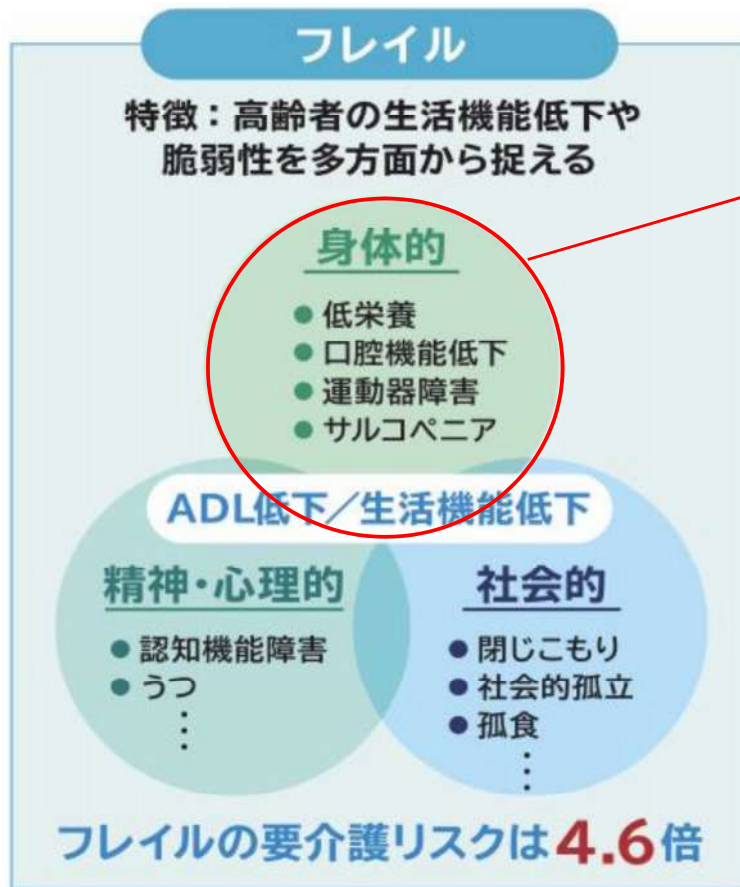 フレイル
特徴：高齢者の生活機能低下や
脆弱性を多方面から捉える
身体的
● 低栄養
● 口腔機能低下
● 運動器障害
● サルコペニア
ADL低下／生活機能低下
精神・心理的
● 認知機能障害
● うつ
⋮
社会的
● 閉じこもり
● 社会的孤立
● 孤食
⋮
フレイルの要介護リスクは4.6倍